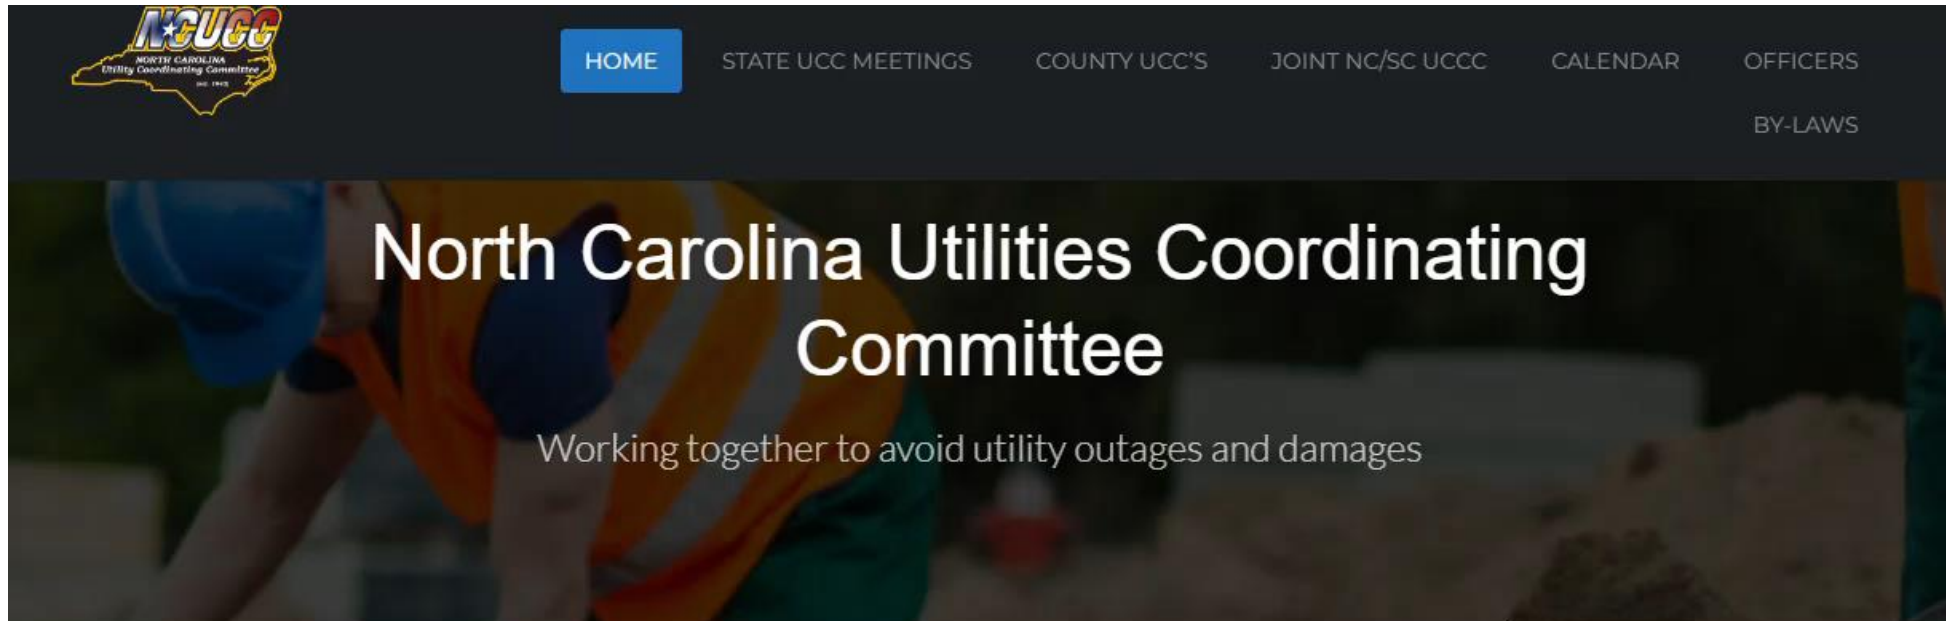 NCUCC
NORTH CAROLINA
Utility Coordinating Committee
HOME
STATE UCC MEETINGS
COUNTY UCC'S
JOINT NC/SC UCCC
CALENDAR
OFFICERS
BY-LAWS
North Carolina Utilities Coordinating
Committee
Working together to avoid utility outages and damages